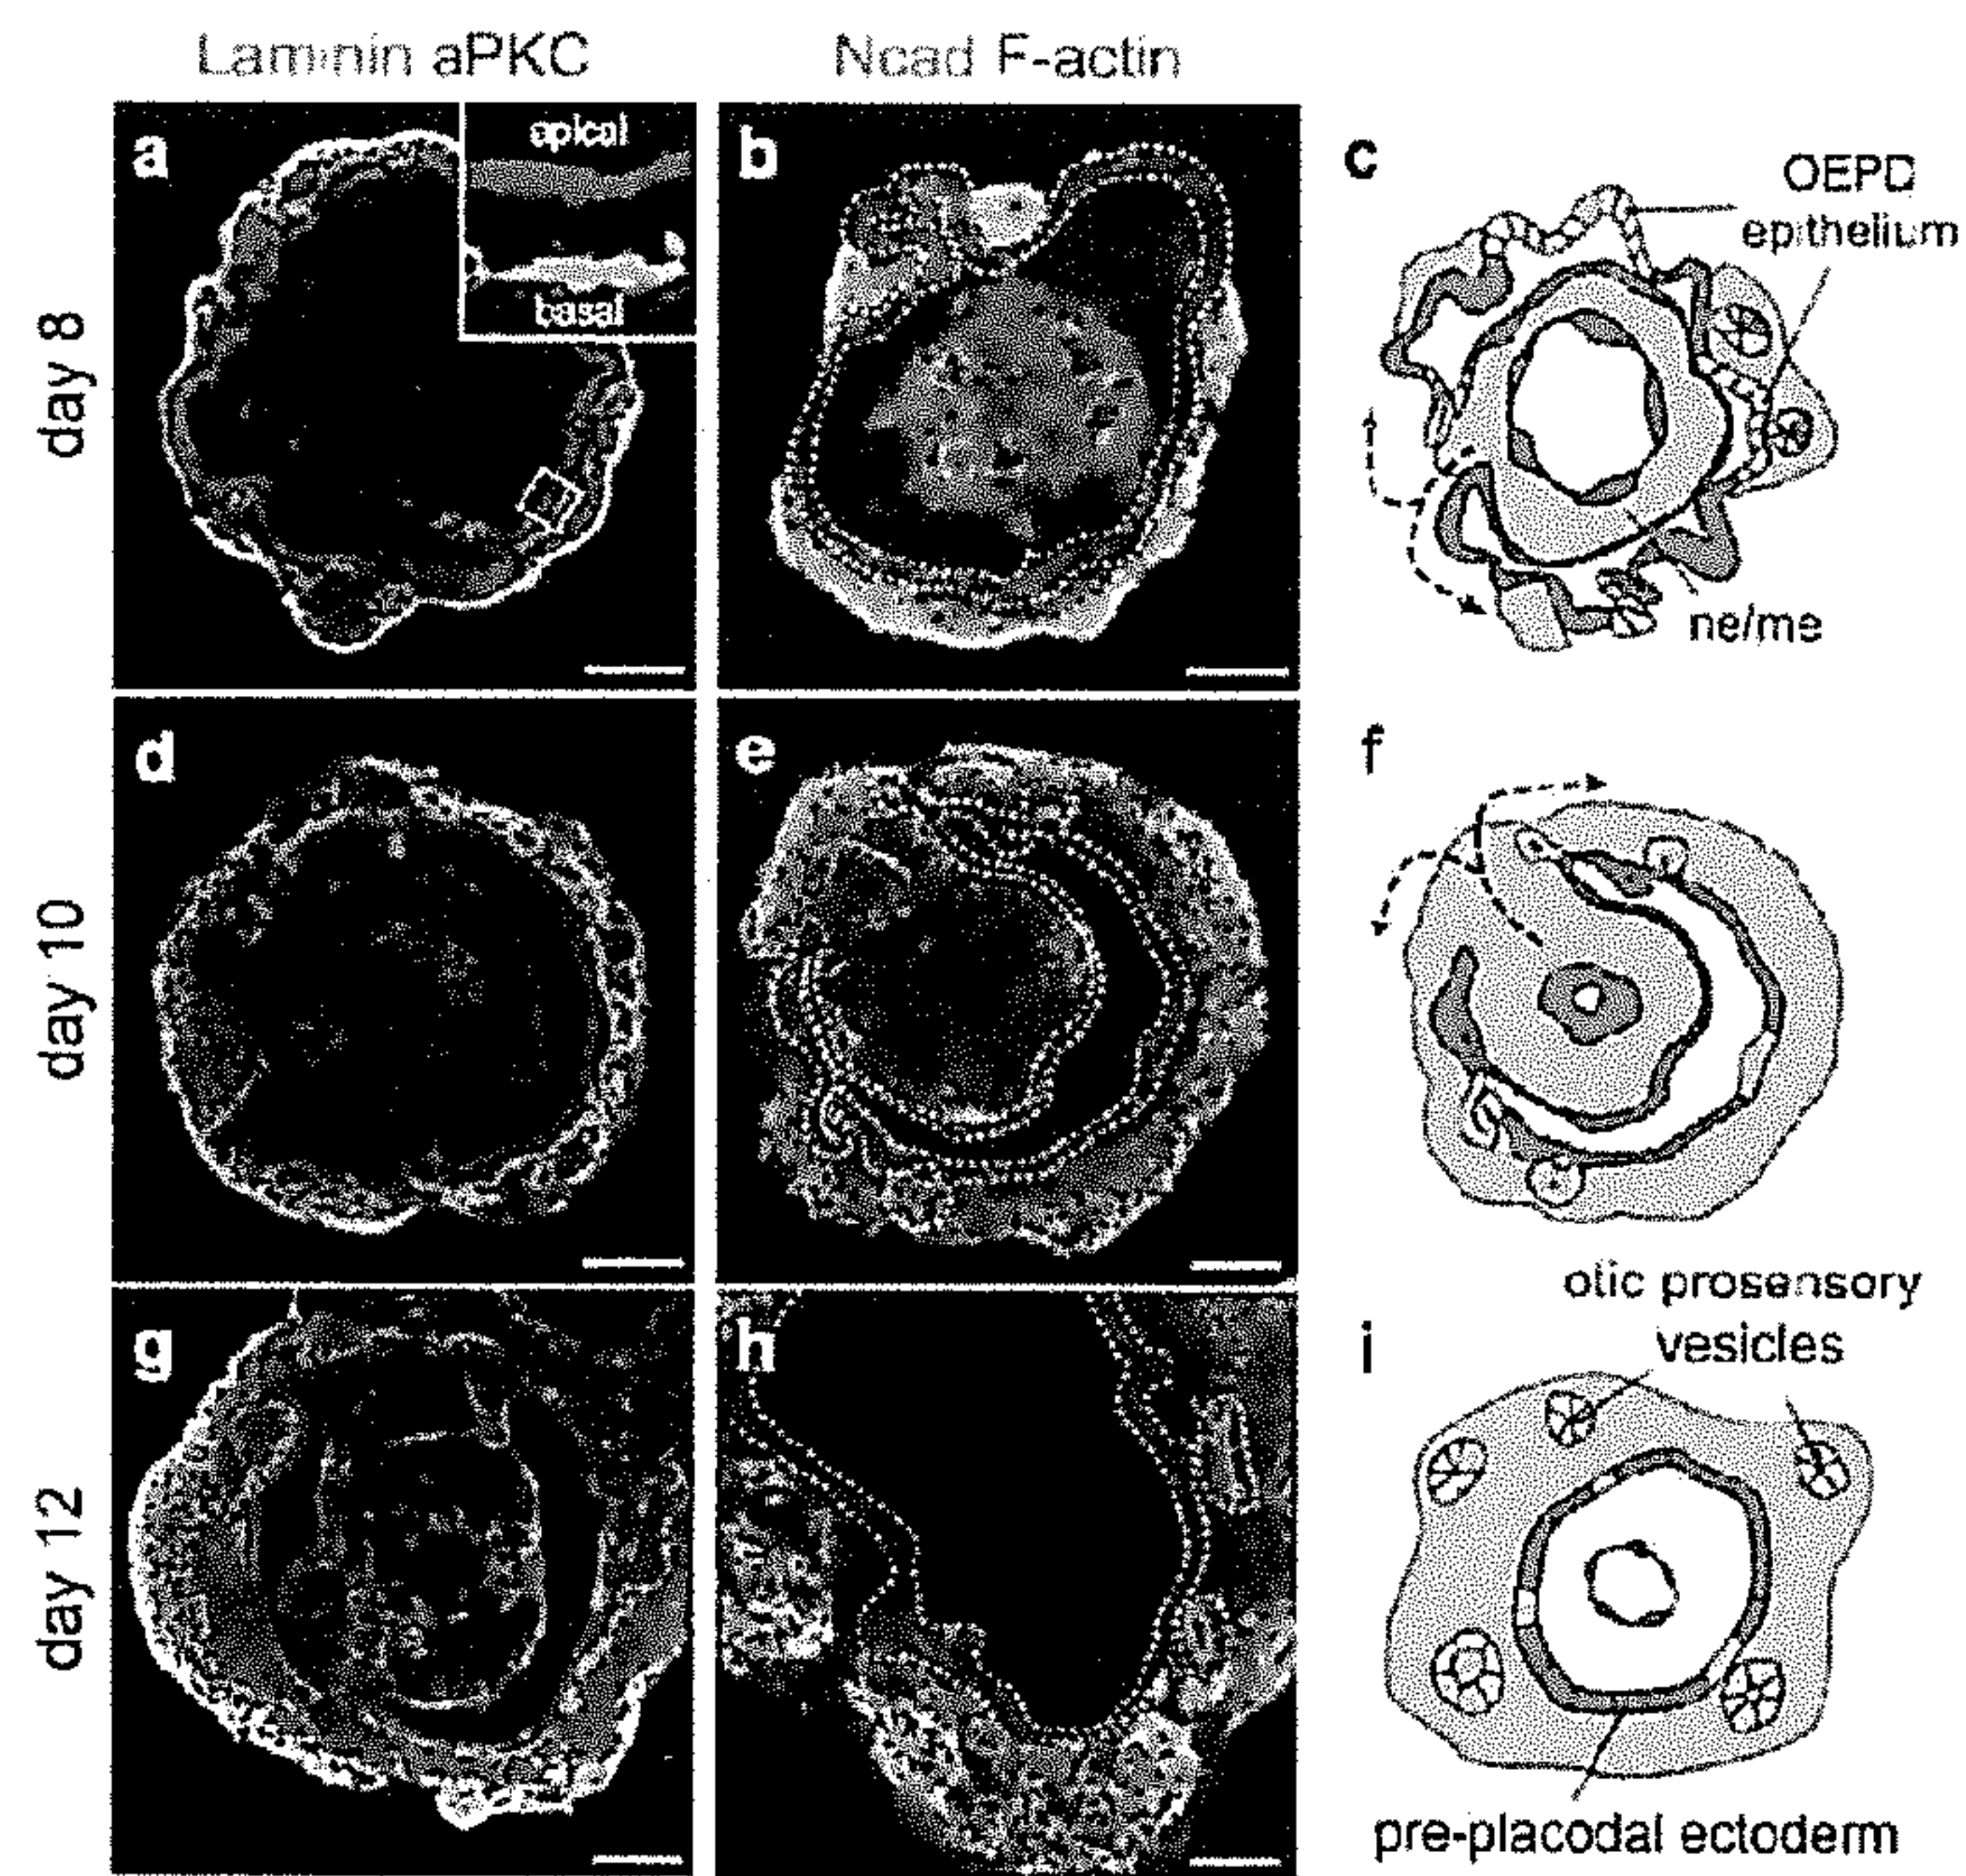 Laminin aPKC
Ncad F-actin
day 8
a
apical
basal
b
c
OEPD
epithelium
ne/me
day 10
d
e
f
day 12
g
h
otic prosensory
vesicles
i
pre-placodal ectoderm